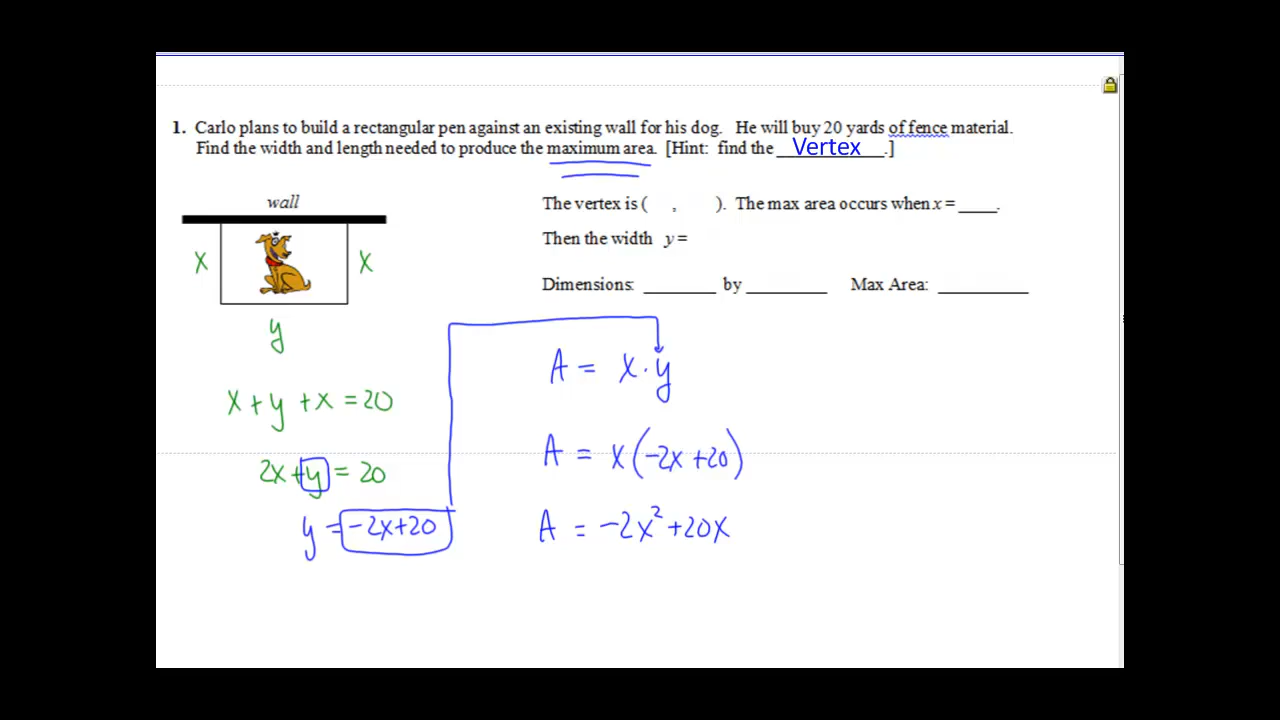 1. Carlo plans to build a rectangular pen against an existing wall for his dog. He will buy 20 yards of fence material.
Find the width and length needed to produce the maximum area. [Hint: find the Vertex.]
wall
x
x
y
x + y + x = 20
2x + y = 20
y = -2x+20
The vertex is ( , ). The max area occurs when x = ____.
Then the width y =
Dimensions: ________ by _________ Max Area: __________
A = x · y
A = x(-2x +20)
A = -2x² +20x